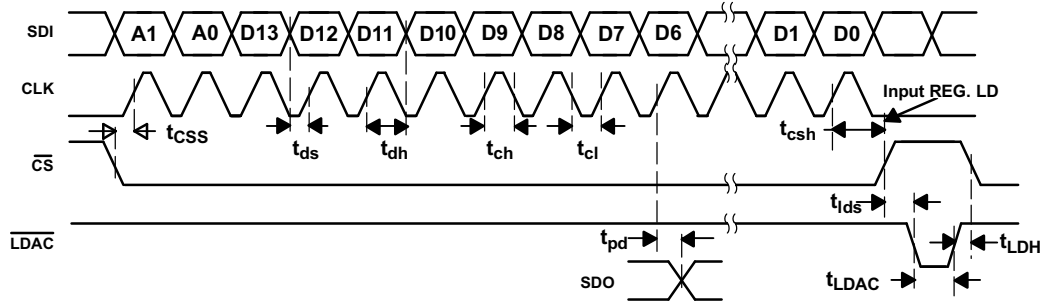 SDI A1 A0 D13 D12 D11 D10 D9 D8 D7 D6 D1 D0
CLK
Input REG. LD
tCSS
tds
tdh
tch
tcl
tcsh
CS
tlds
LDAC
tpd
tLDH
tLDAC
SDO